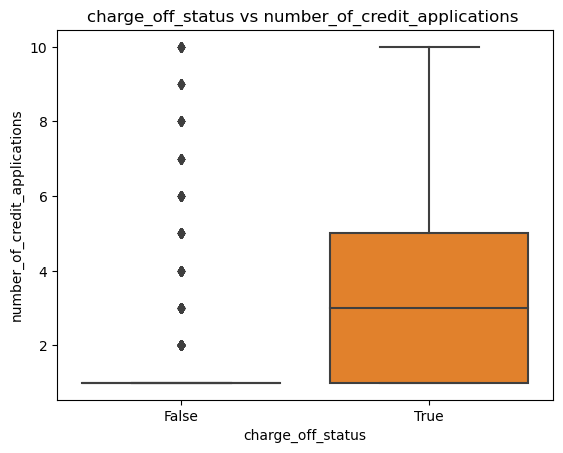 charge_off_status vs number_of_credit_applications
number_of_credit_applications
10
8
6
4
2
False
True
charge_off_status